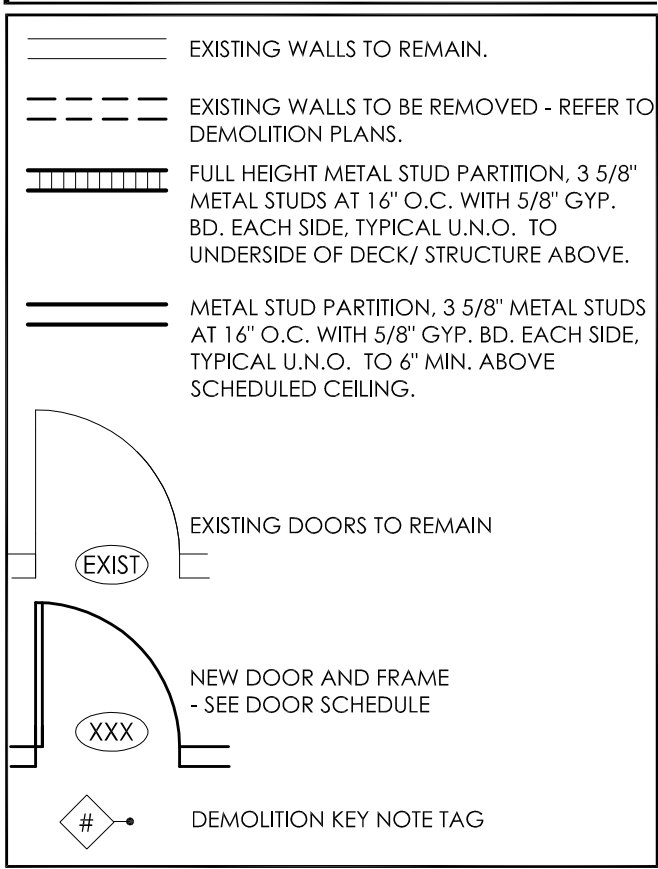 EXISTING WALLS TO REMAIN.
EXISTING WALLS TO BE REMOVED - REFER TO
DEMOLITION PLANS.
FULL HEIGHT METAL STUD PARTITION, 3 5/8"
METAL STUDS AT 16" O.C. WITH 5/8" GYP.
BD. EACH SIDE, TYPICAL U.N.O. TO
UNDERSIDE OF DECK/ STRUCTURE ABOVE.
METAL STUD PARTITION, 3 5/8" METAL STUDS
AT 16" O.C. WITH 5/8" GYP. BD. EACH SIDE,
TYPICAL U.N.O. TO 6" MIN. ABOVE
SCHEDULED CEILING.
EXISTING DOORS TO REMAIN
EXIST
NEW DOOR AND FRAME
- SEE DOOR SCHEDULE
XXX
# DEMOLITION KEY NOTE TAG